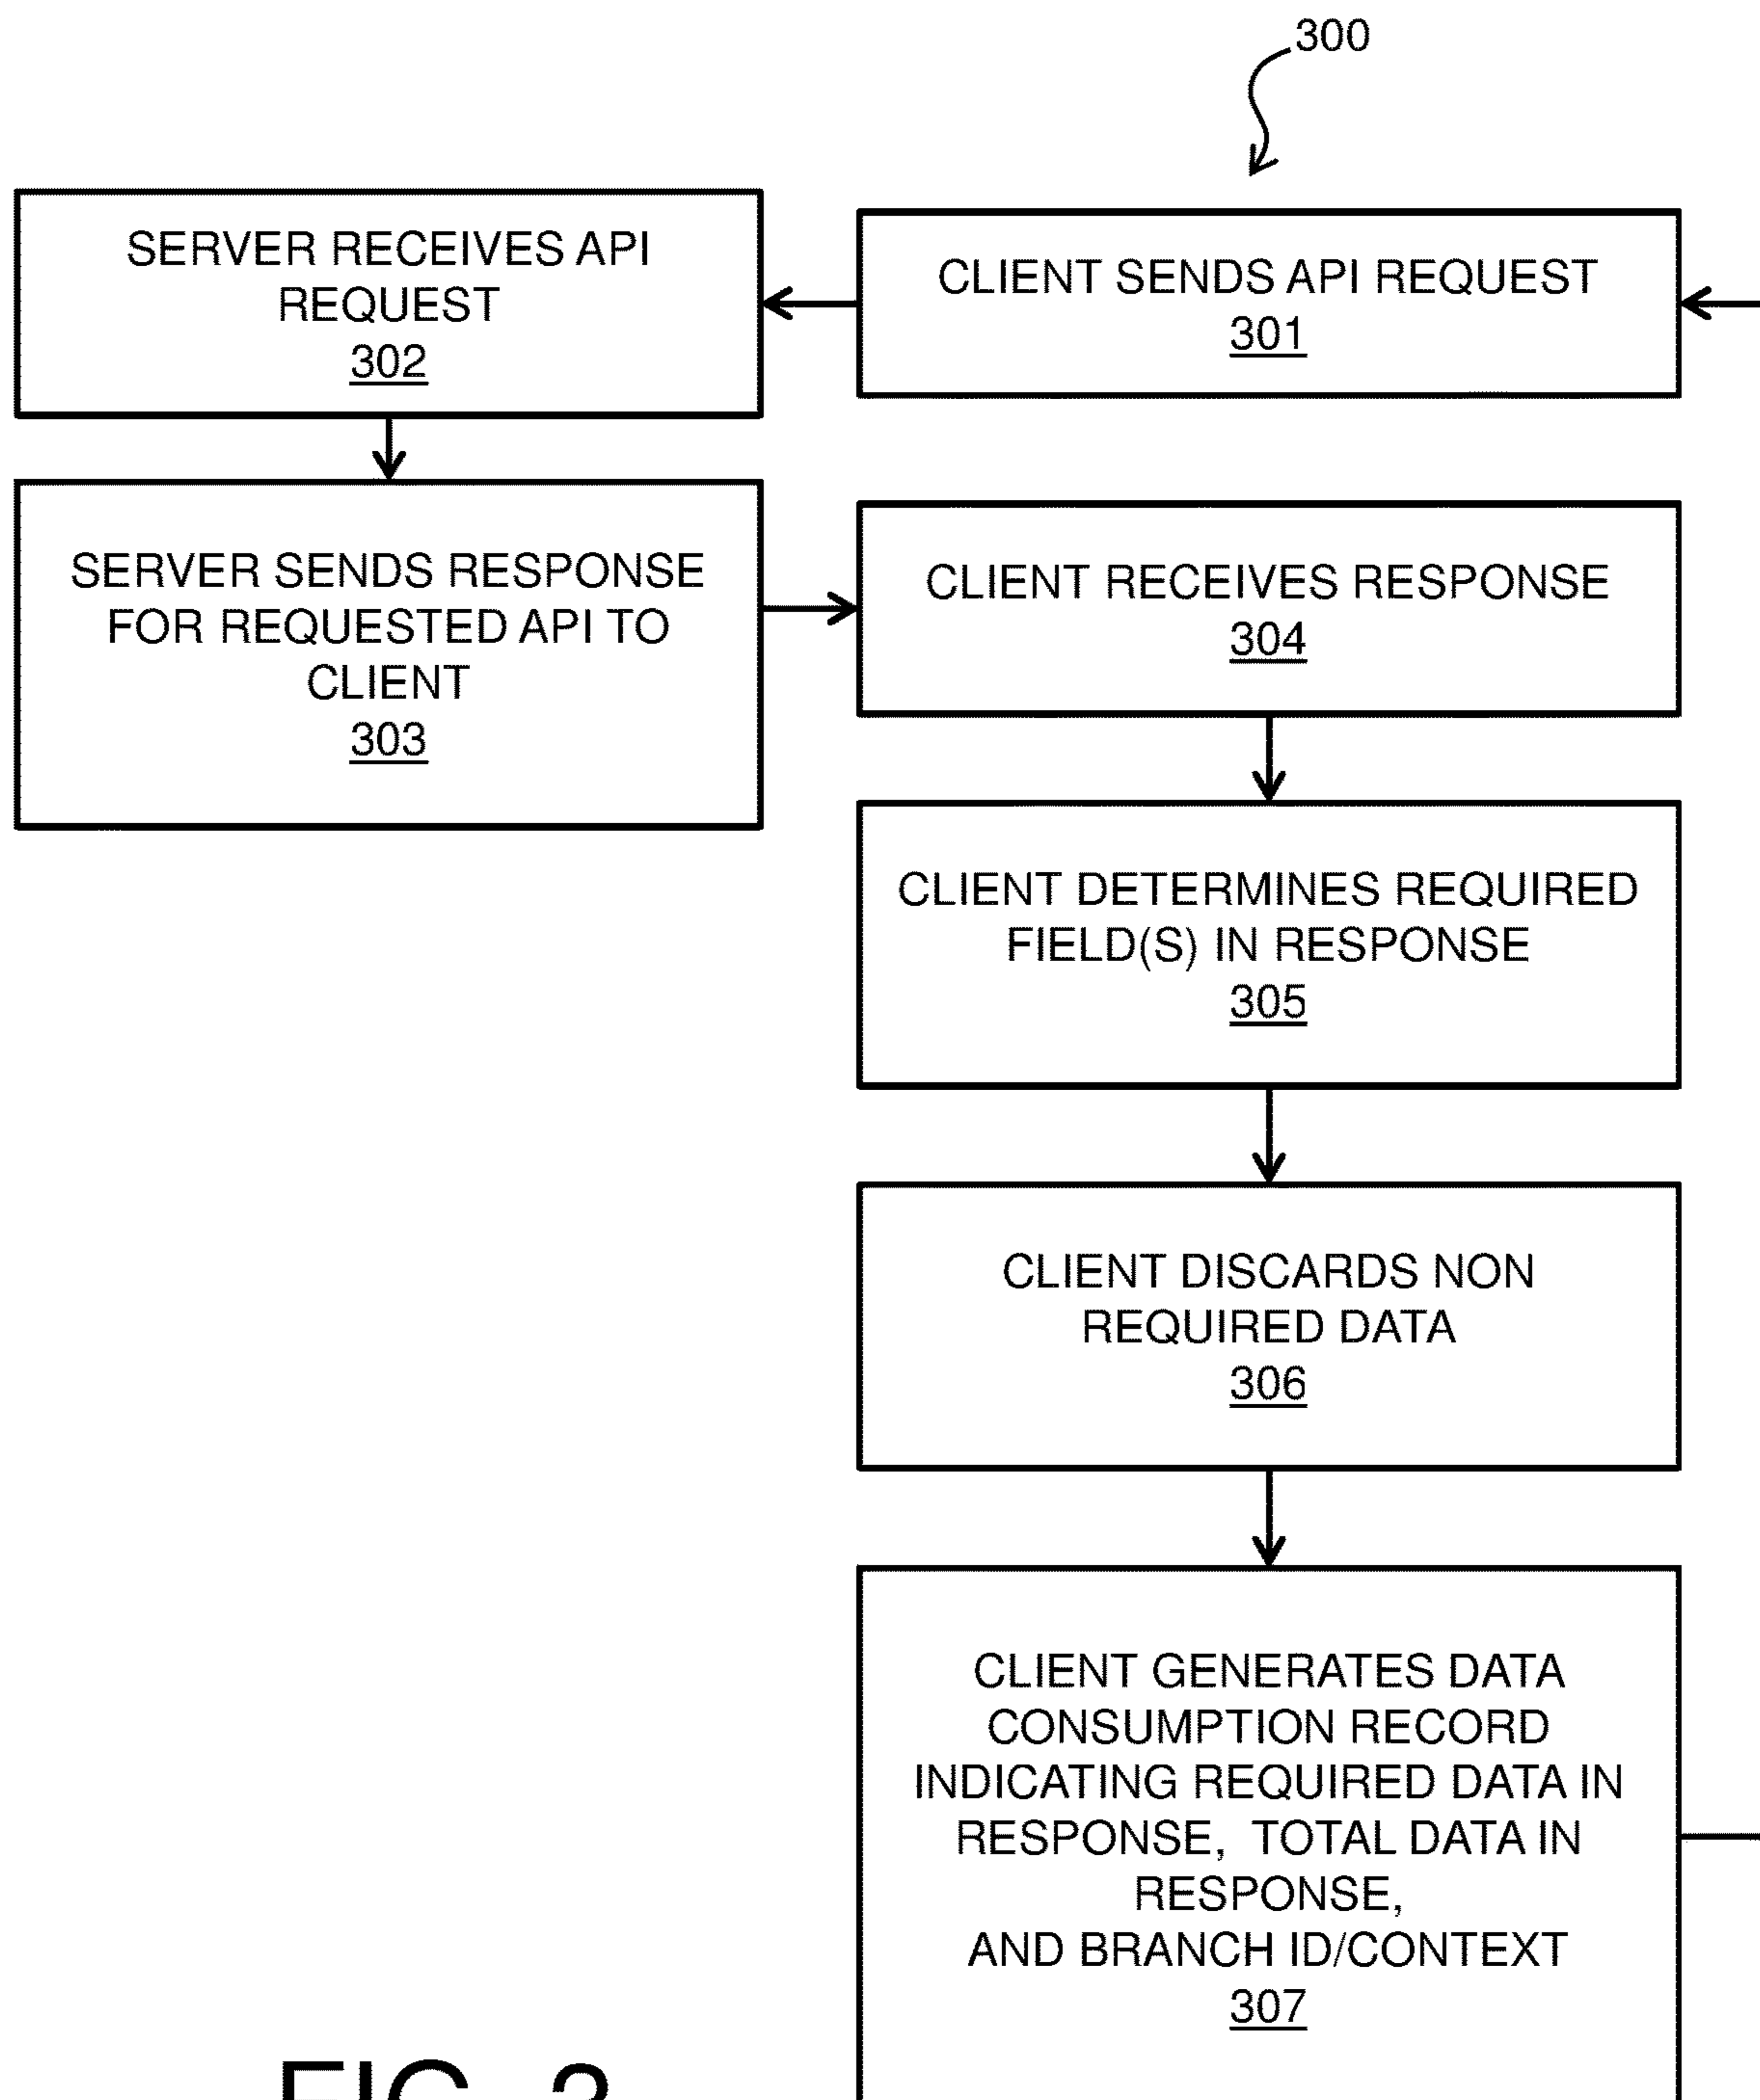 300
SERVER RECEIVES API
REQUEST
302
CLIENT SENDS API REQUEST
301
SERVER SENDS RESPONSE
FOR REQUESTED API TO
CLIENT
303
CLIENT RECEIVES RESPONSE
304
CLIENT DETERMINES REQUIRED
FIELD(S) IN RESPONSE
305
CLIENT DISCARDS NON
REQUIRED DATA
306
CLIENT GENERATES DATA
CONSUMPTION RECORD
INDICATING REQUIRED DATA IN
RESPONSE, TOTAL DATA IN
RESPONSE,
AND BRANCH ID/CONTEXT
307
FIG.